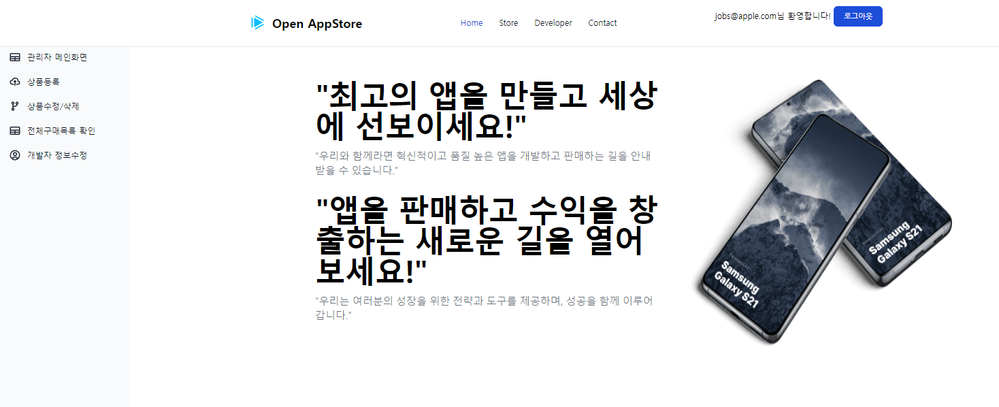 Open AppStore
Home
Store
Developer
Contact
jobs@apple.com님 환영합니다!
로그아웃
관리자 메인화면
상품등록
상품수정/삭제
전체구매목록 확인
개발자 정보수정
"최고의 앱을 만들고 세상
에 선보이세요!"
"우리와 함께라면 혁신적이고 품질 높은 앱을 개발하고 판매하는 길을 안내
받을 수 있습니다."
"앱을 판매하고 수익을 창
출하는 새로운 길을 열어
보세요!"
"우리는 여러분의 성장을 위한 전략과 도구를 제공하며, 성공을 함께 이루어
갑니다."
Samsung
Galaxy S21
Samsung
Galaxy S21